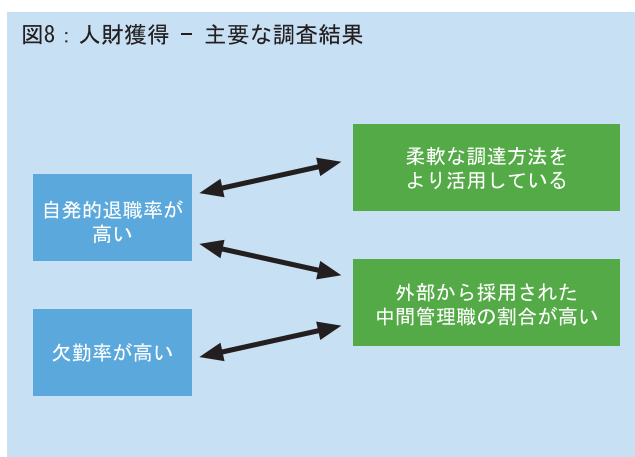 図8：人財獲得 − 主要な調査結果
柔軟な調達方法を
より活用している
自発的退職率が
高い
外部から採用された
中間管理職の割合が高い
欠勤率が高い